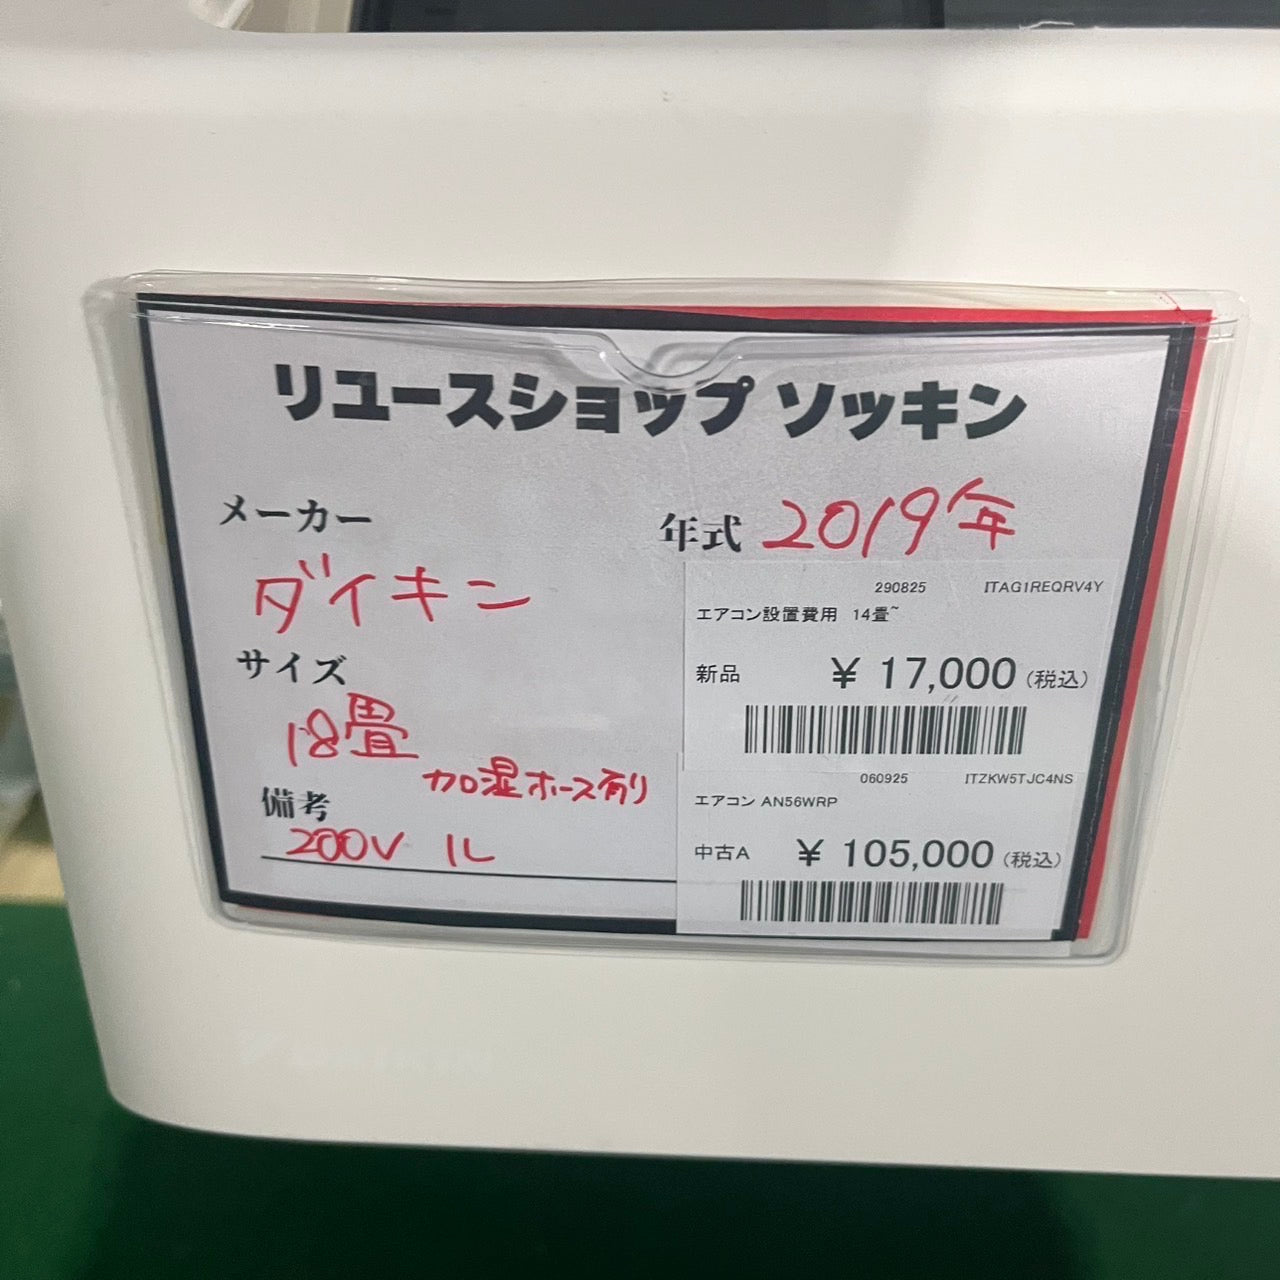 リユースショップ ソッキン
メーカー
ダイキン
年式 2019年
サイズ
18畳
加湿ホース有り
備考
200V 1L
290825 ITAG1REQRV4Y
エアコン設置費用 14畳~
新品 ¥ 17,000(税込)
060925 ITZKW5TJC4NS
エアコン AN56WRP
中古A ¥ 105,000(税込)
DAIKIN